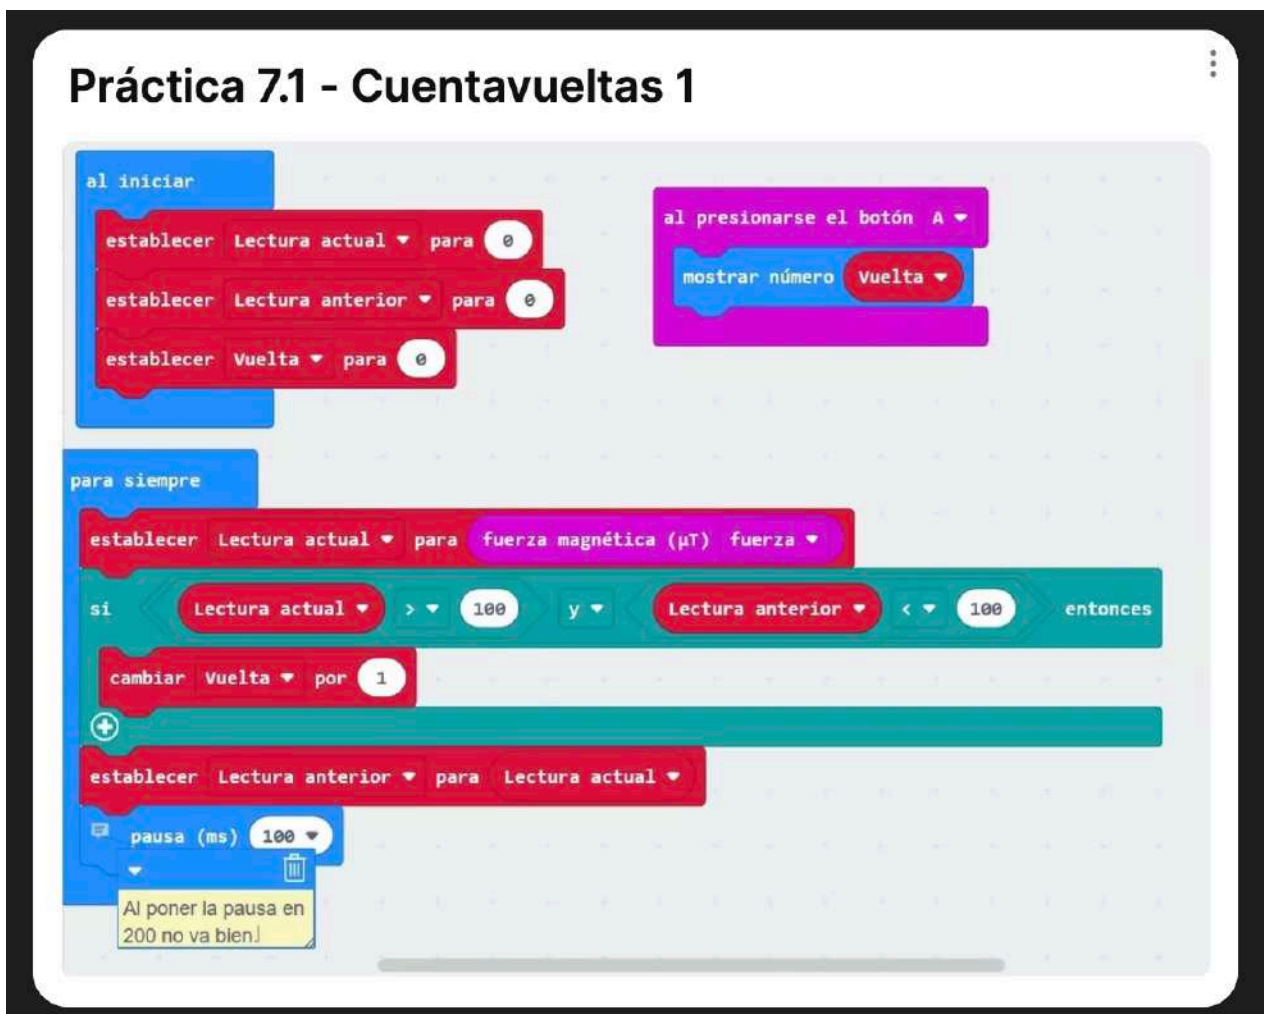 Práctica 7.1 - Cuentavueltas 1
al iniciar
establecer Lectura actual para 0
establecer Lectura anterior para 0
establecer Vuelta para 0
al presionarse el botón A
mostrar número Vuelta
para siempre
establecer Lectura actual para fuerza magnética (µT) fuerza
si Lectura actual > 100 y Lectura anterior < 100 entonces
cambiar Vuelta por 1
establecer Lectura anterior para Lectura actual
pausa (ms) 100
Al poner la pausa en
200 no va bien.